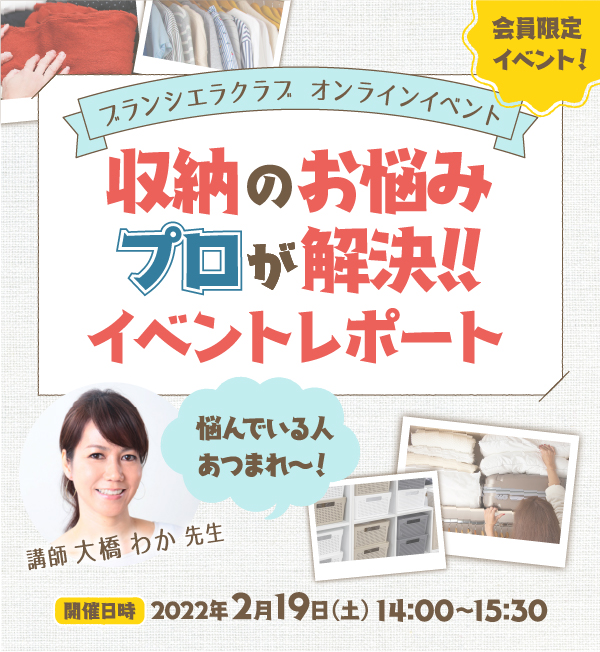 会員限定
イベント!
ブランシエラクラブ オンラインイベント
収納のお悩み
プロが解決!!
イベントレポート
悩んでいる人
あつまれ〜!
講師 大橋 わか 先生
開催日時 2022年2月19日(土) 14:00〜15:30